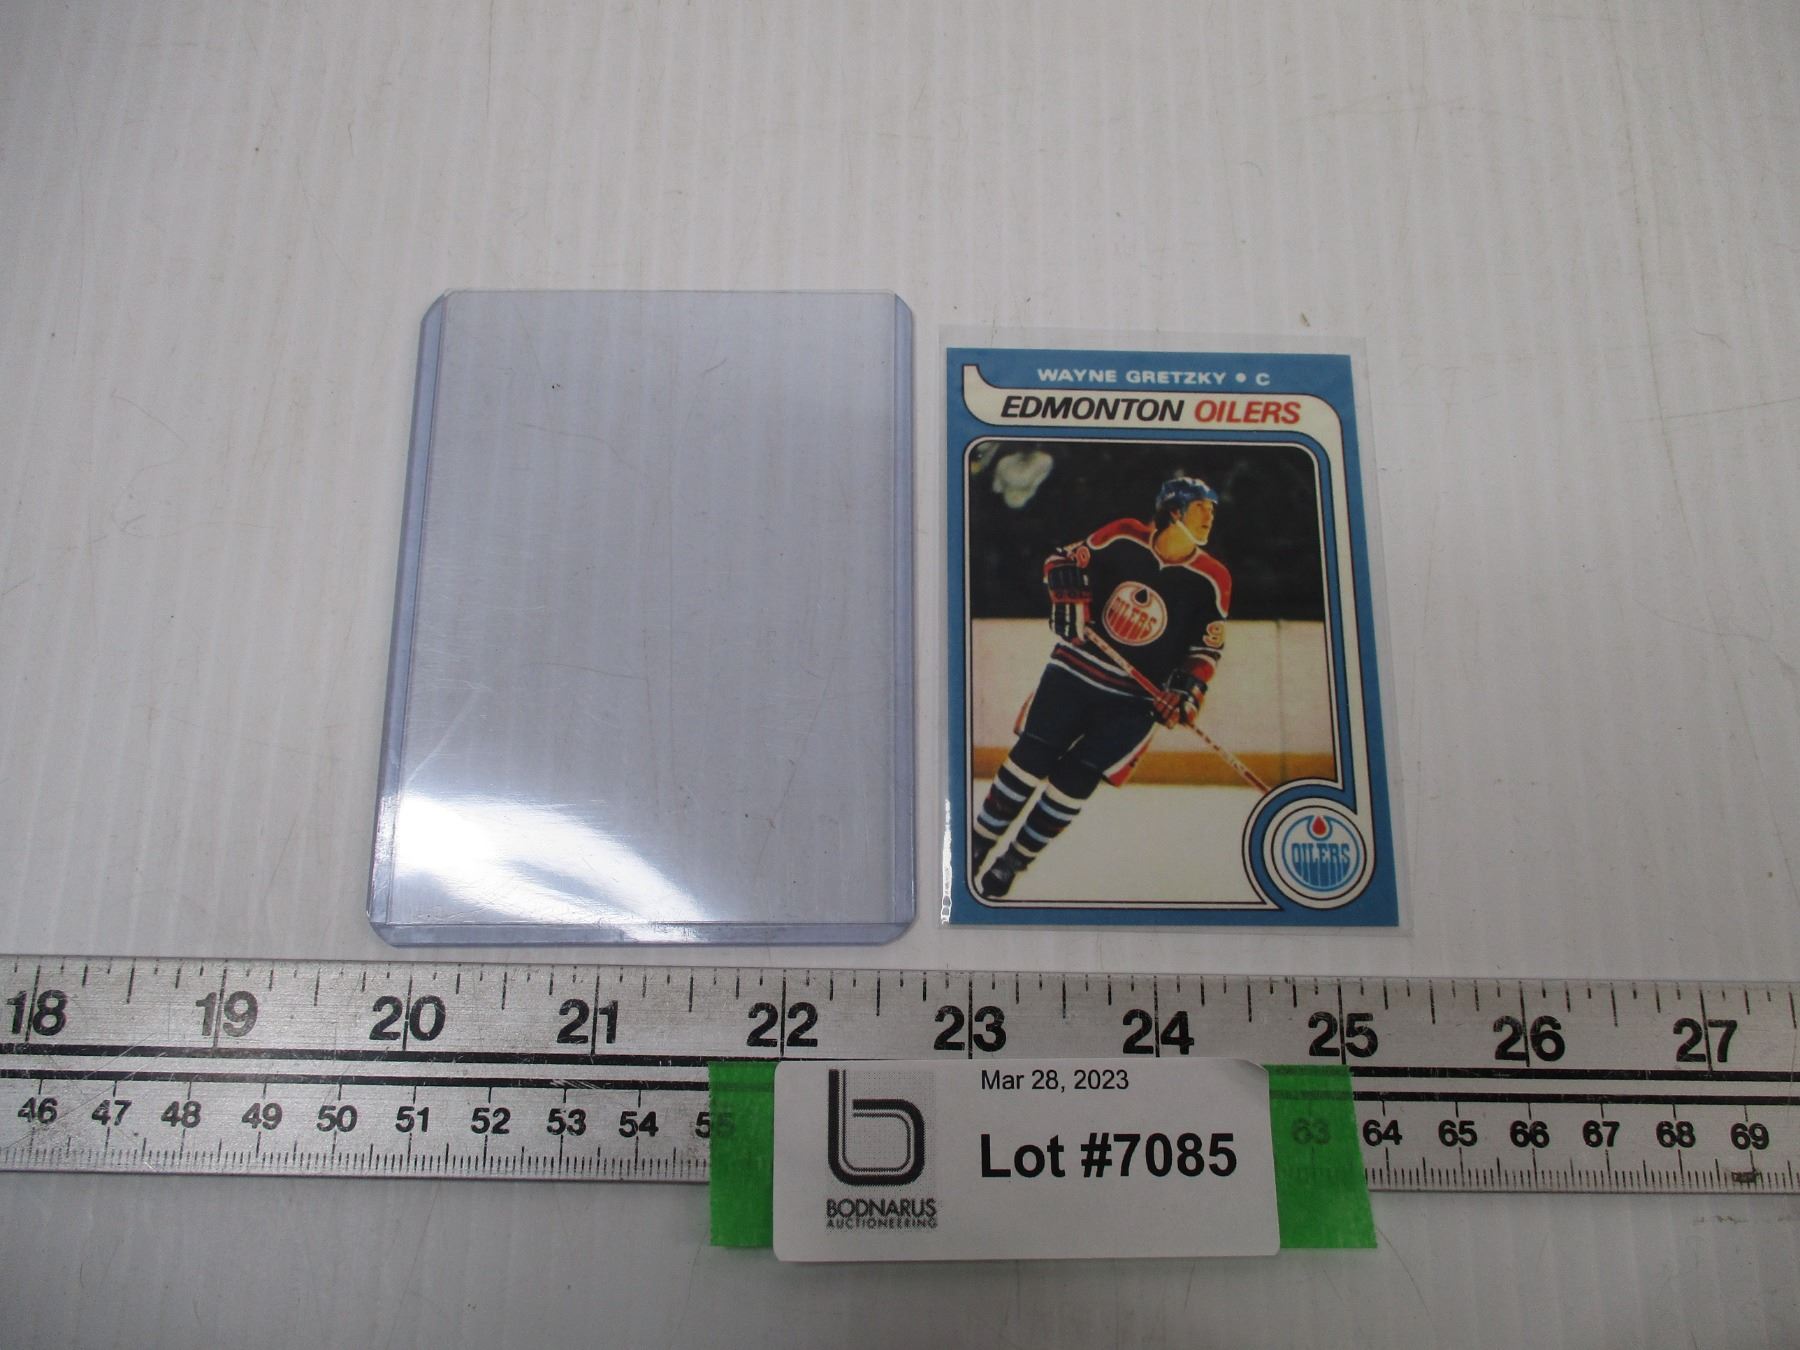 WAYNE GRETZKY • C
EDMONTON OILERS
OILERS
9
OILERS
18 19 20 21 22 23 24 25 26 27
46 47 48 49 50 51 52 53 54 55 63 64 65 66 67 68 69
Mar 28, 2023
Lot #7085
b
BODNARUS
AUCTIONEERING